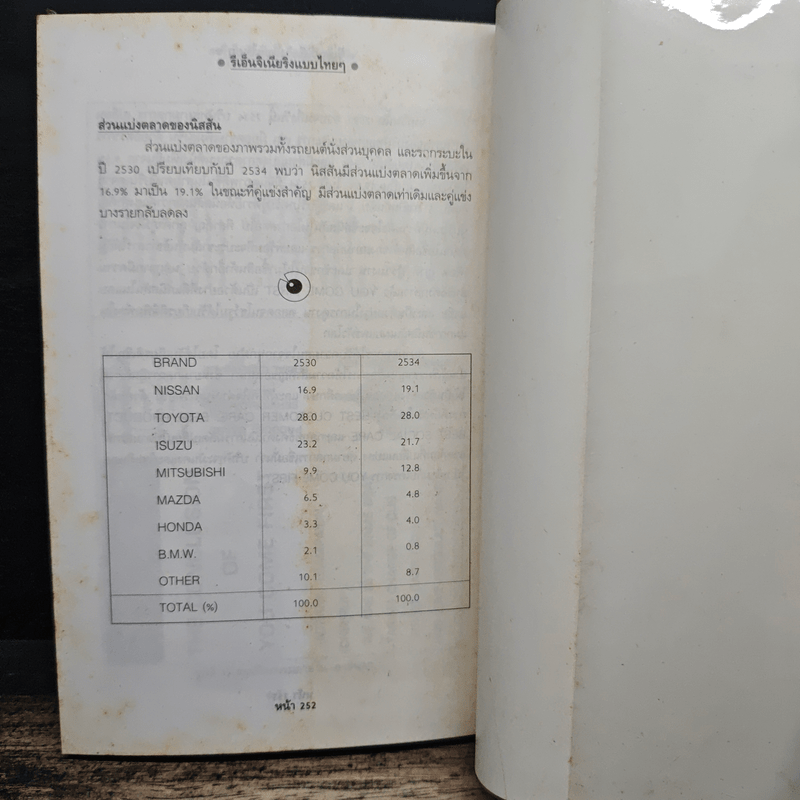 ● รีเอ็นจิเนียริ่งแบบไทยๆ ●
ส่วนแบ่งตลาดของนิสสัน
ส่วนแบ่งตลาดของภาพรวมทั้งรถยนต์นั่งส่วนบุคคล และรถกระบะใน
ปี 2530 เปรียบเทียบกับปี 2534 พบว่า นิสสันมีส่วนแบ่งตลาดเพิ่มขึ้นจาก
16.9% มาเป็น 19.1% ในขณะที่คู่แข่งสำคัญ มีส่วนแบ่งตลาดเท่าเดิมและคู่แข่ง
บางรายกลับลดลง
BRAND 2530 2534
NISSAN 16.9 19.1
TOYOTA 28.0 28.0
ISUZU 23.2 21.7
MITSUBISHI 9.9 12.8
MAZDA 6.5 4.8
HONDA 3.3 4.0
B.M.W. 2.1 0.8
OTHER 10.1 8.7
TOTAL (%) 100.0 100.0
หน้า 252